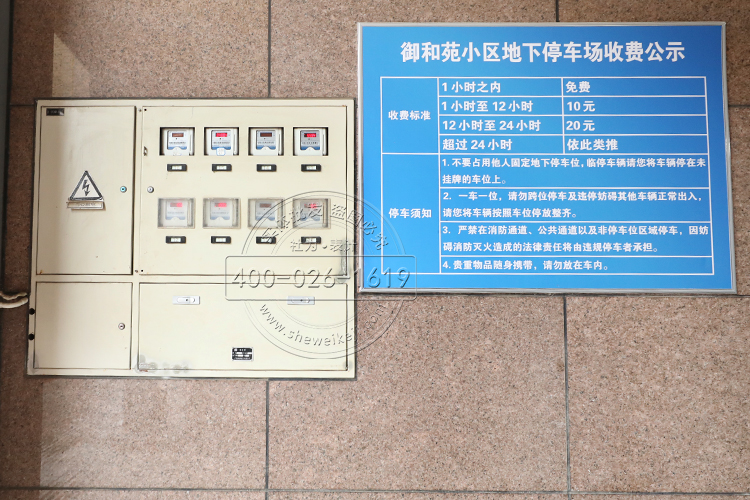 御和苑小区地下停车场收费公示
收费标准
1小时之内 免费
1小时至12小时 10元
12小时至24小时 20元
超过24小时 依此类推
停车须知
1.不要占用他人固定地下停车位，临停车辆请您将车辆停在未
挂牌的车位上。
2、一车一位，请勿跨位停车及违停妨碍其他车辆正常出入，
请您将车辆按照车位停放整齐。
3、严禁在消防通道、公共通道以及非停车位区域停车，因妨
碍消防灭火造成的法律责任将由违规停车者承担。
4、贵重物品随身携带，请勿放在车内。
400-026-1619
www.sheweikeji